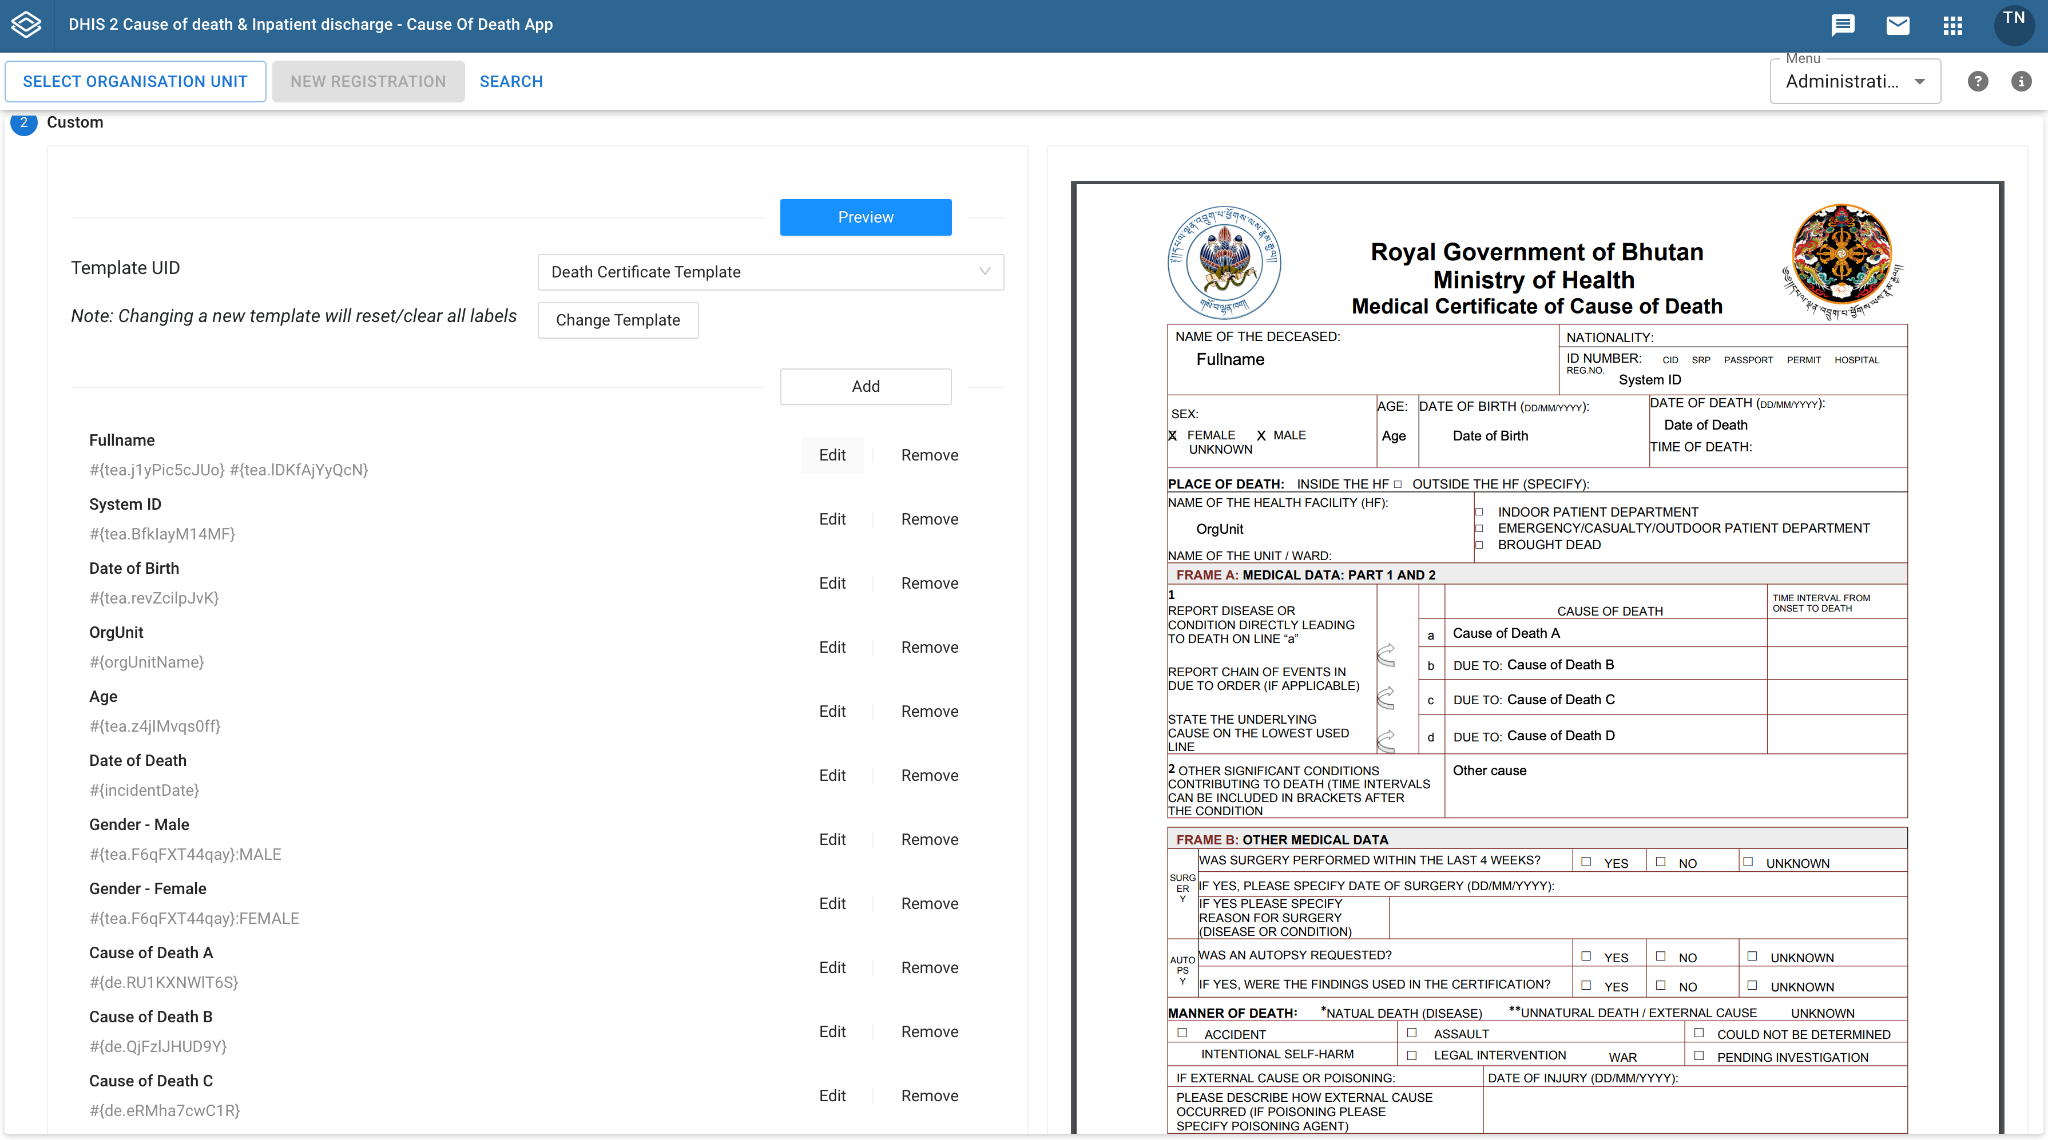 DHIS 2 Cause of death & Inpatient discharge - Cause Of Death App
TN
SELECT ORGANISATION UNIT
NEW REGISTRATION
SEARCH
Menu
Administrati...
2 Custom
Preview
Template UID
Death Certificate Template
Note: Changing a new template will reset/clear all labels
Change Template
Add
Fullname
#{tea.j1yPic5cJUo} #{tea.lDKfAjYyQcN}
Edit
Remove
System ID
#{tea.BfkIayM14MF}
Edit
Remove
Date of Birth
#{tea.revZcilpJvK}
Edit
Remove
OrgUnit
#{orgUnitName}
Edit
Remove
Age
#{tea.z4jIMvqs0ff}
Edit
Remove
Date of Death
#{incidentDate}
Edit
Remove
Gender - Male
#{tea.F6qFXT44qay}:MALE
Edit
Remove
Gender - Female
#{tea.F6qFXT44qay}:FEMALE
Edit
Remove
Cause of Death A
#{de.RU1KXNWlT6S}
Edit
Remove
Cause of Death B
#{de.QjFzlJHUD9Y}
Edit
Remove
Cause of Death C
#{de.eRMha7cwC1R}
Edit
Remove
Royal Government of Bhutan
Ministry of Health
Medical Certificate of Cause of Death
NAME OF THE DECEASED:
Fullname
NATIONALITY:
ID NUMBER: CID SRP PASSPORT PERMIT HOSPITAL
REG.NO.
System ID
SEX:
X FEMALE X MALE
UNKNOWN
AGE:
Age
DATE OF BIRTH (DD/MM/YYYY):
Date of Birth
DATE OF DEATH (DD/MM/YYYY):
Date of Death
TIME OF DEATH:
PLACE OF DEATH: INSIDE THE HF □ OUTSIDE THE HF (SPECIFY):
NAME OF THE HEALTH FACILITY (HF):
OrgUnit
NAME OF THE UNIT / WARD:
□ INDOOR PATIENT DEPARTMENT
□ EMERGENCY/CASUALTY/OUTDOOR PATIENT DEPARTMENT
□ BROUGHT DEAD
FRAME A: MEDICAL DATA: PART 1 AND 2
1
REPORT DISEASE OR
CONDITION DIRECTLY LEADING
TO DEATH ON LINE “a”
REPORT CHAIN OF EVENTS IN
DUE TO ORDER (IF APPLICABLE)
STATE THE UNDERLYING
CAUSE ON THE LOWEST USED
LINE
CAUSE OF DEATH
TIME INTERVAL FROM
ONSET TO DEATH
a Cause of Death A
b DUE TO: Cause of Death B
c DUE TO: Cause of Death C
d DUE TO: Cause of Death D
2 OTHER SIGNIFICANT CONDITIONS
CONTRIBUTING TO DEATH (TIME INTERVALS
CAN BE INCLUDED IN BRACKETS AFTER
THE CONDITION
Other cause
FRAME B: OTHER MEDICAL DATA
SURG
ER
Y
WAS SURGERY PERFORMED WITHIN THE LAST 4 WEEKS? □ YES □ NO □ UNKNOWN
IF YES, PLEASE SPECIFY DATE OF SURGERY (DD/MM/YYYY):
IF YES PLEASE SPECIFY
REASON FOR SURGERY
(DISEASE OR CONDITION)
AUTO
PS
Y
WAS AN AUTOPSY REQUESTED? □ YES □ NO □ UNKNOWN
IF YES, WERE THE FINDINGS USED IN THE CERTIFICATION? □ YES □ NO □ UNKNOWN
MANNER OF DEATH: *NATUAL DEATH (DISEASE) **UNNATURAL DEATH / EXTERNAL CAUSE UNKNOWN
□ ACCIDENT □ ASSAULT □ COULD NOT BE DETERMINED
INTENTIONAL SELF-HARM □ LEGAL INTERVENTION WAR □ PENDING INVESTIGATION
IF EXTERNAL CAUSE OR POISONING:
DATE OF INJURY (DD/MM/YYYY):
PLEASE DESCRIBE HOW EXTERNAL CAUSE
OCCURRED (IF POISONING PLEASE
SPECIFY POISONING AGENT)